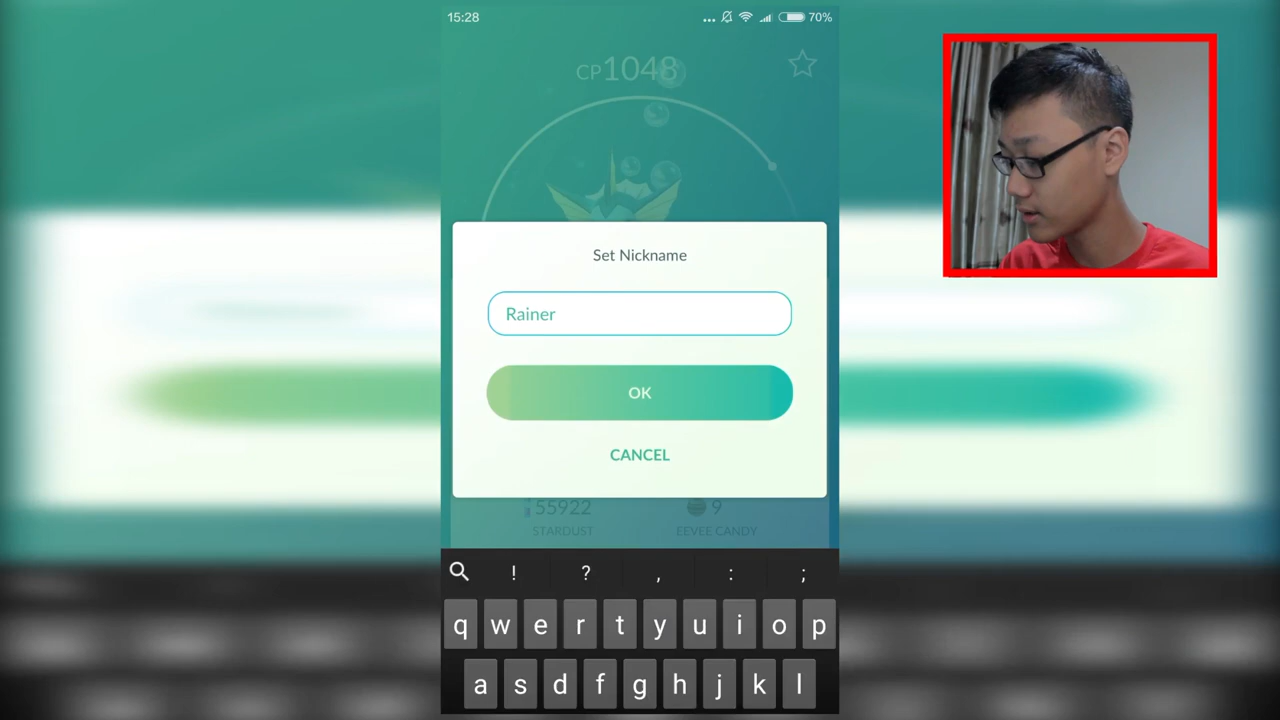 15:28
70%
CP1048
Set Nickname
Rainer
OK
CANCEL
55922
9
STARDUST
EEVEE CANDY
! ? , : ;
q w e r t y u i o p
a s d f g h j k l